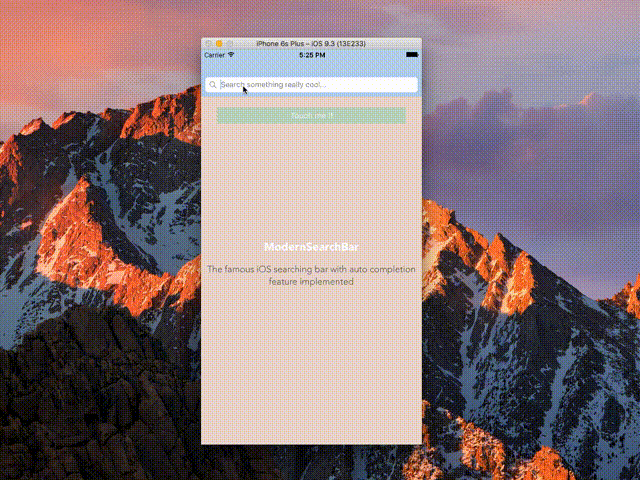 iPhone 6s Plus – iOS 9.3 (13E233)
Carrier 5:25 PM
Search something really cool...
Touch me !!
ModernSearchBar
The famous iOS searching bar with auto completion
feature implemented